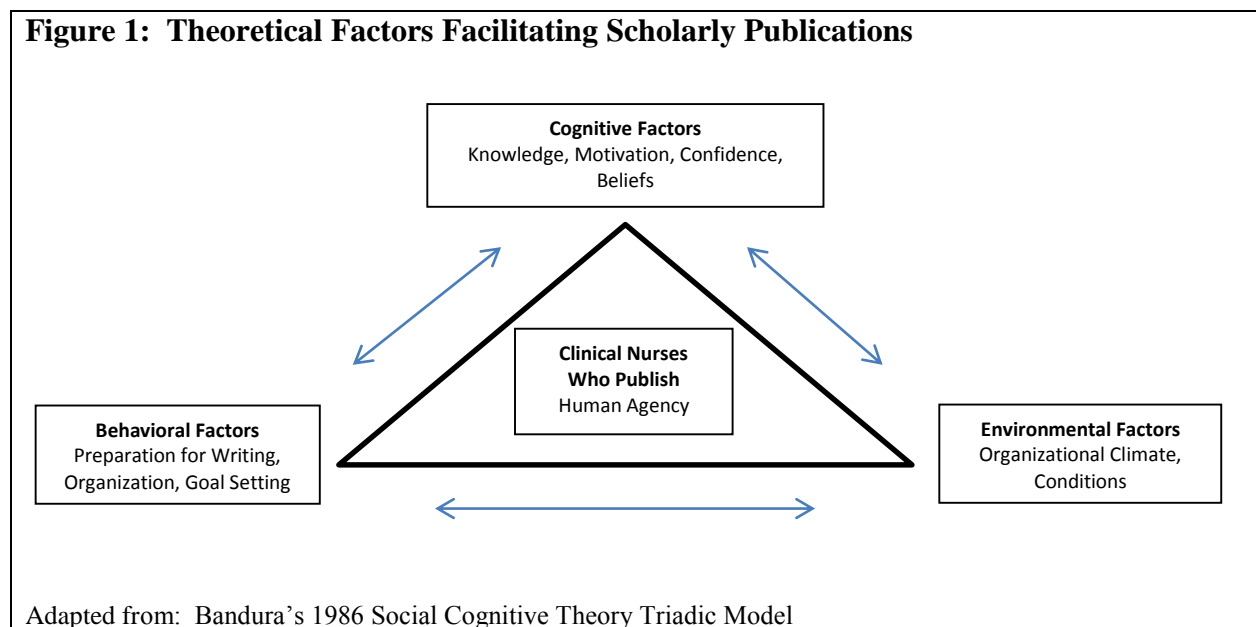 Figure 1:  Theoretical Factors Facilitating Scholarly Publications
Cognitive Factors
Knowledge, Motivation, Confidence,
Beliefs
Clinical Nurses
Who Publish
Human Agency
Behavioral Factors
Preparation for Writing,
Organization, Goal Setting
Environmental Factors
Organizational Climate,
Conditions
Adapted from:  Bandura's 1986 Social Cognitive Theory Triadic Model